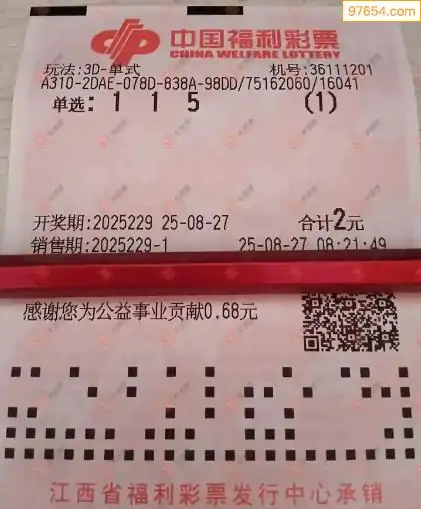 97654.com
中国福利彩票
CHINA WELFARE LOTTERY
玩法:3D-单式 机号:36111201
A310-2DAE-078D-838A-98DD/75162060/16041
单选: 1 1 5 (1)
开奖期:2025229 25-08-27 合计2元
销售期:2025229-1 25-08-27 08:21:49
感谢您为公益事业贡献0.68元
江西省福利彩票发行中心承销